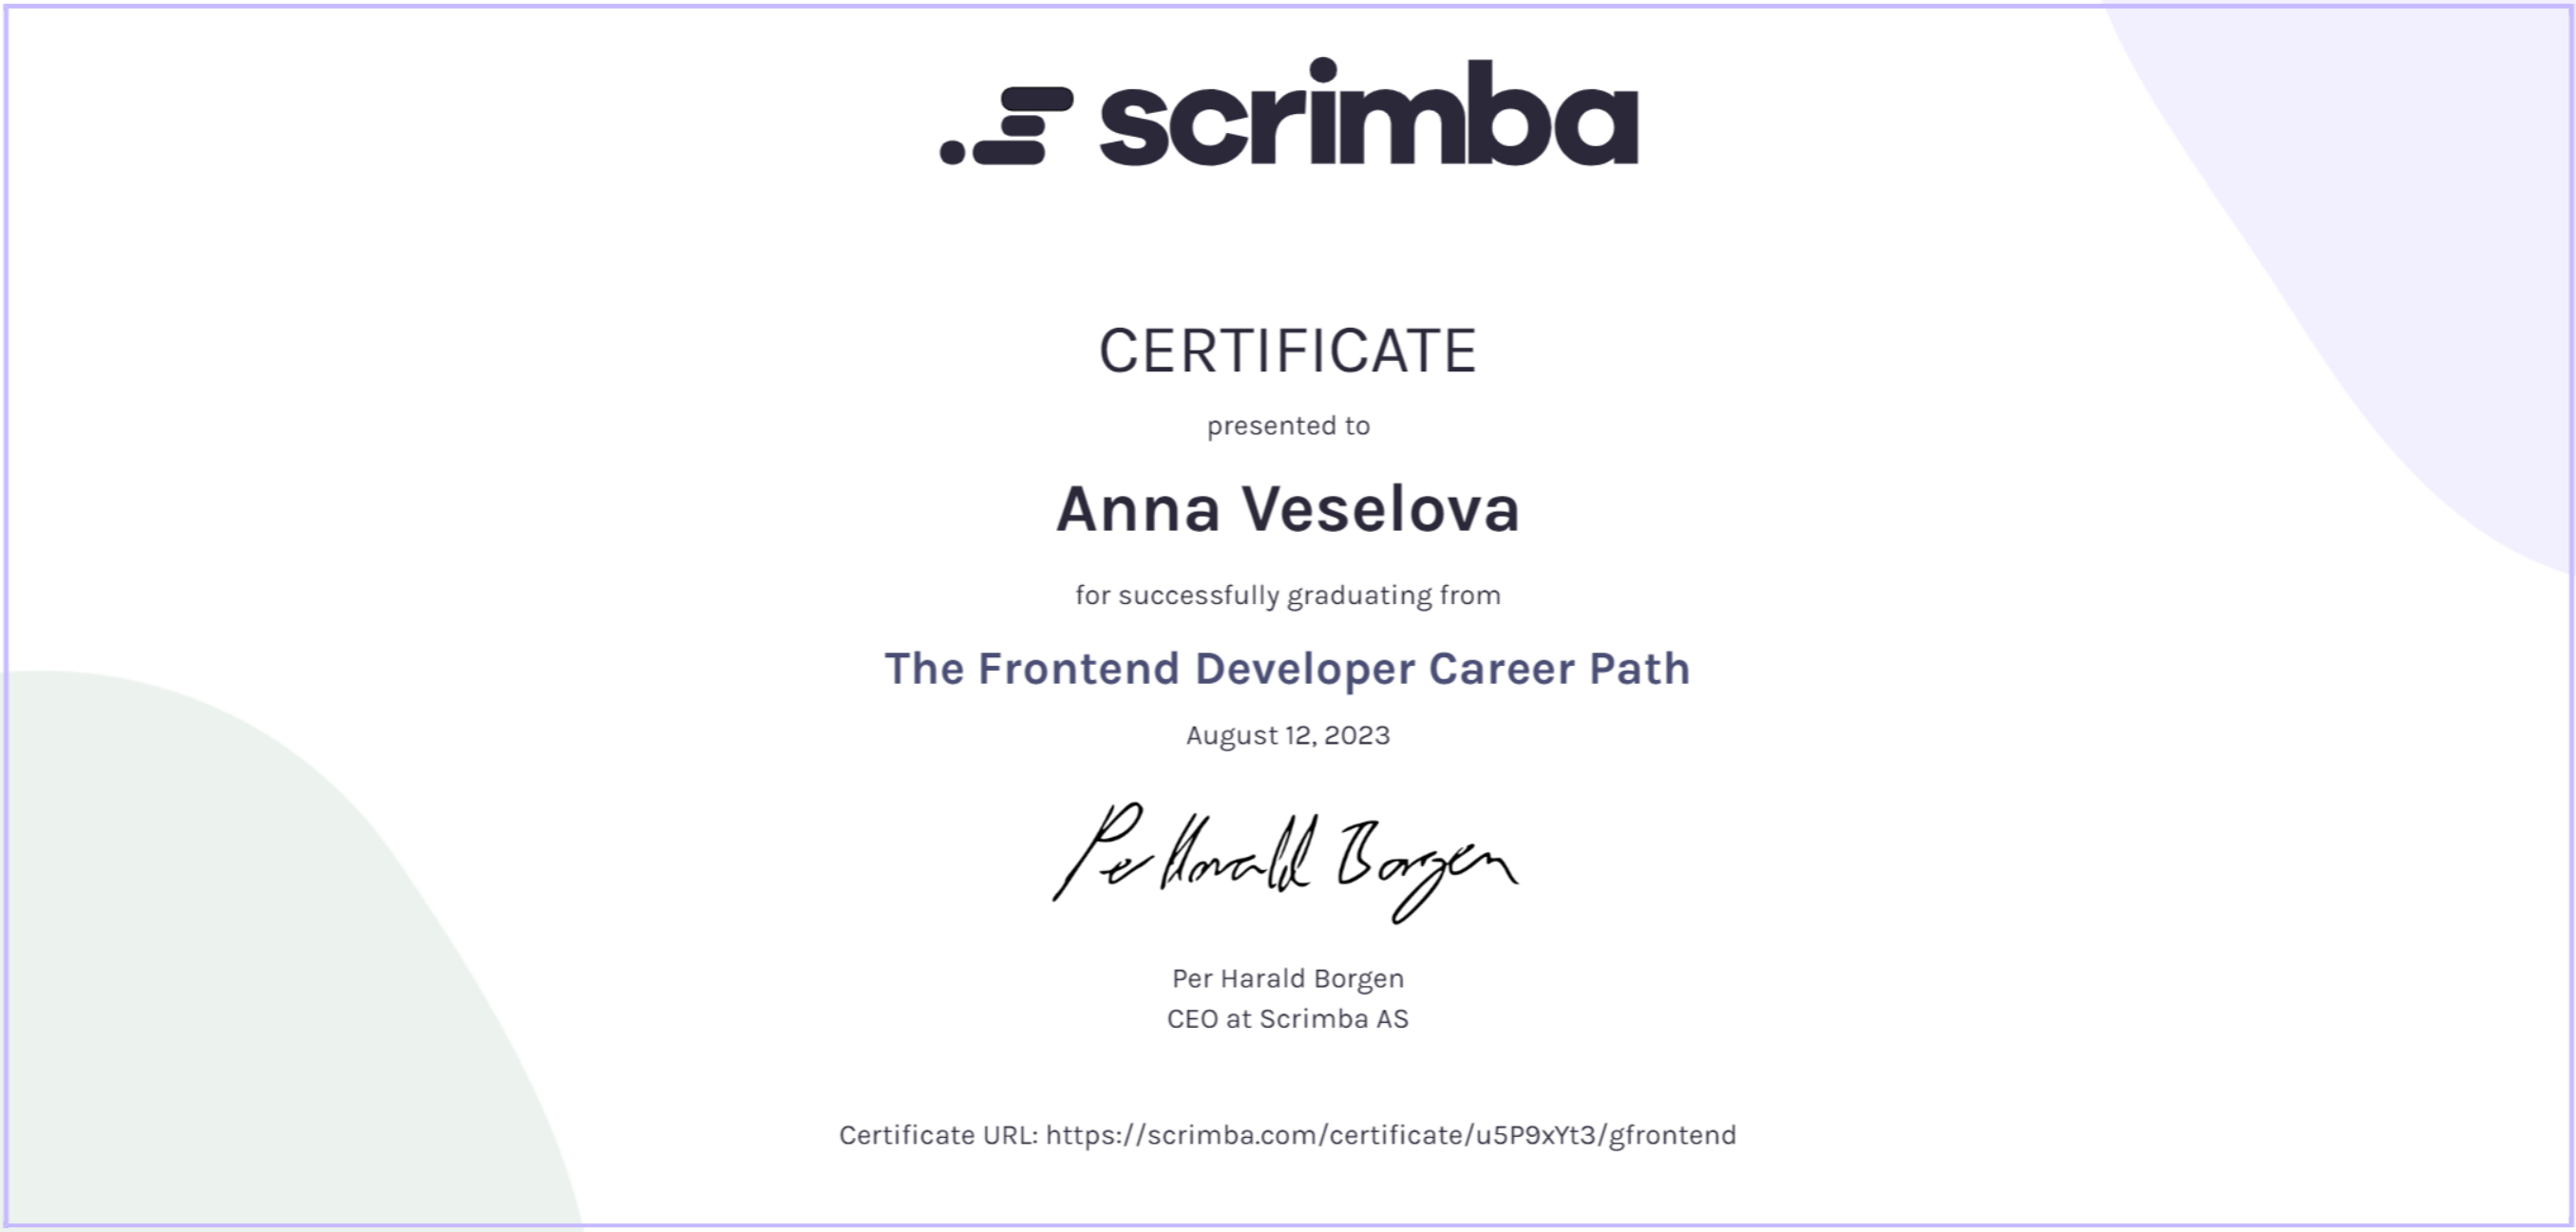 scrimba
CERTIFICATE
presented to
Anna Veselova
for successfully graduating from
The Frontend Developer Career Path
August 12, 2023
Per Harald Borgen
Per Harald Borgen
CEO at Scrimba AS
Certificate URL: https://scrimba.com/certificate/u5P9xYt3/gfrontend